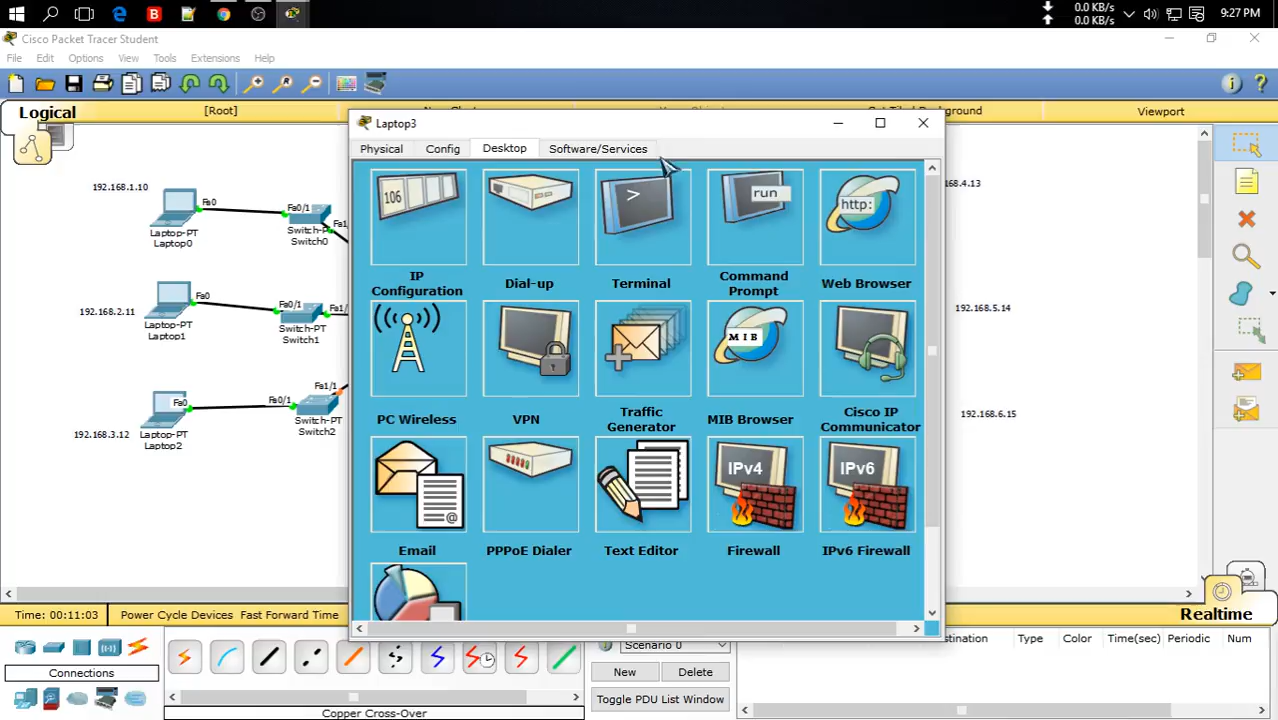 0.0 KB/s
0.0 KB/s
9:27 PM
Cisco Packet Tracer Student
File Edit Options View Tools Extensions Help
Logical
[Root]
Viewport
Laptop3
Physical Config Desktop Software/Services
192.168.1.10
Fa0
Fa0/1
Laptop-PT
Laptop0
Switch0
192.168.2.11
Fa0
Fa0/1
Laptop-PT
Laptop1
Switch-PT
Switch1
Fa1/1
192.168.3.12
Fa0
Fa0/1
Laptop-PT
Laptop2
Switch-PT
Switch2
106
>
run
http:
IP
Configuration
Dial-up
Terminal
Command
Prompt
Web Browser
MIB
PC Wireless
VPN
Traffic
Generator
MIB Browser
Cisco IP
Communicator
@
IPv4
IPv6
Email
PPPoE Dialer
Text Editor
Firewall
IPv6 Firewall
192.168.5.14
192.168.6.15
Time: 00:11:03 Power Cycle Devices Fast Forward Time
Realtime
Connections
Copper Cross-Over
Scenario 0
New
Delete
Toggle PDU List Window
Type Color Time(sec) Periodic Num